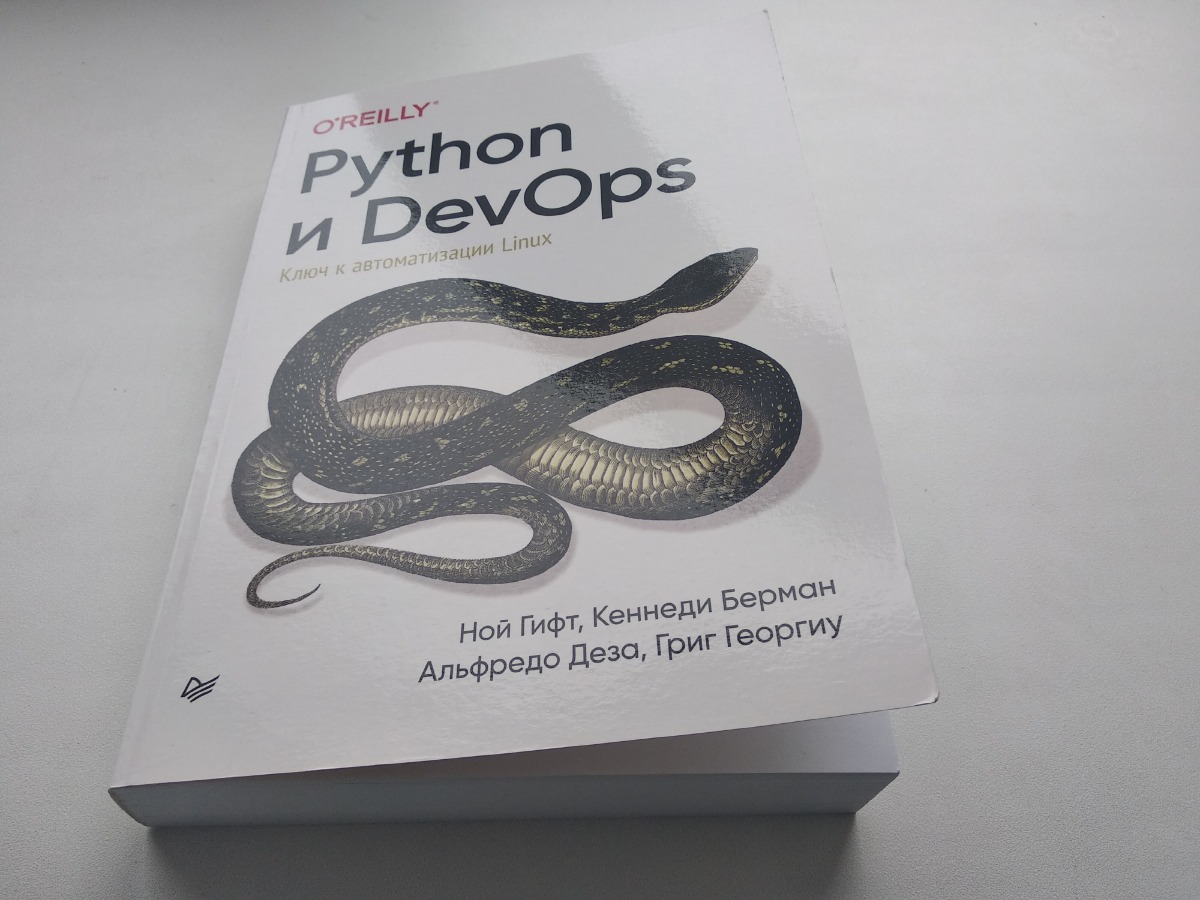 O'REILLY®
Python
и DevOps
Ключ к автоматизации Linux
Ной Гифт, Кеннеди Берман
Альфредо Деза, Григ Георгиу